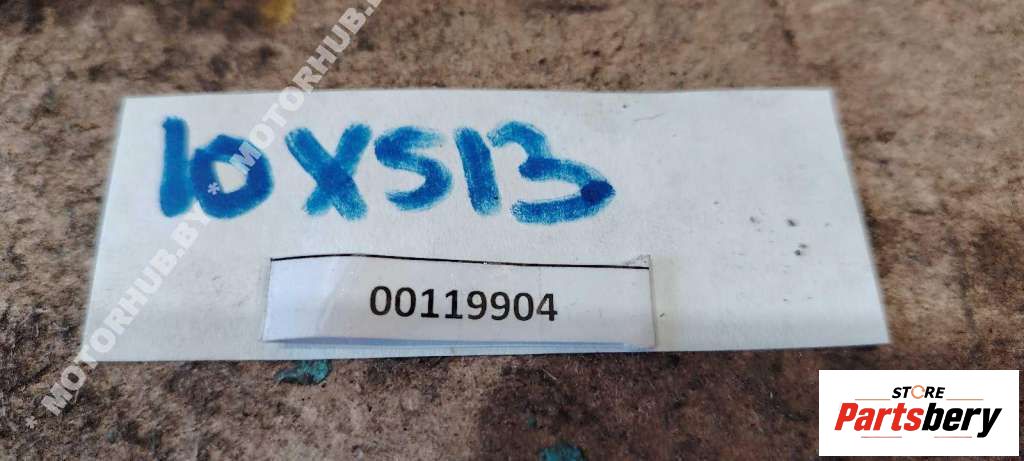 10XS13
00119904
MOTORHUB.BY * MOTORHUB.BY
STORE
Partsbery